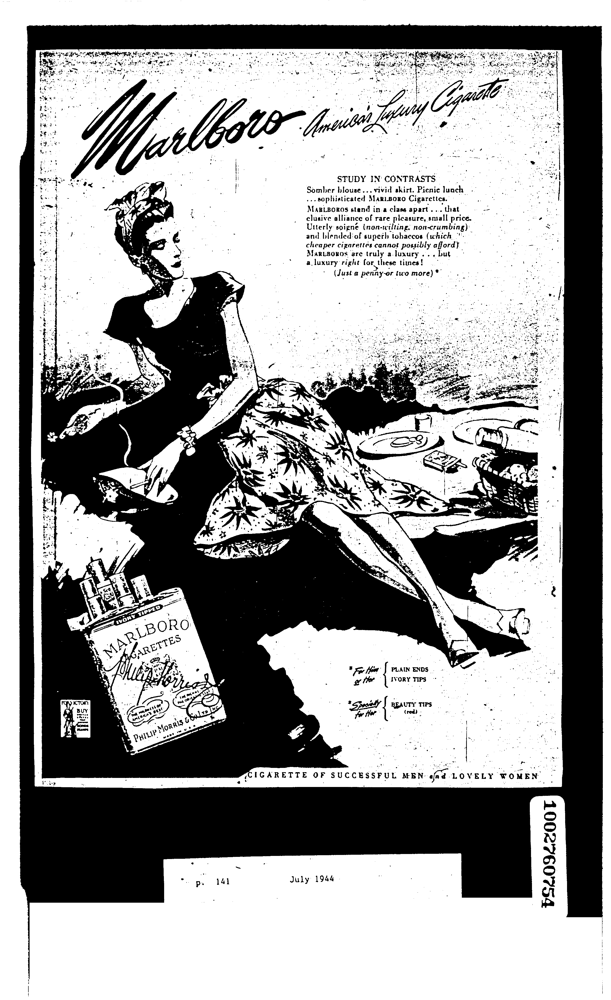 Marlboro America's Luxury Cigarette
STUDY IN CONTRASTS
Somber blouse...vivid skirt. Picnic lunch
...sophisticated MARLBORO Cigarettes.
MARLBOROS stand in a class apart...that
elusive alliance of rare pleasure, small price.
Utterly soigné (non-wilting, non-crumbing)
and blended of superb tobaccos (which
cheaper cigarettes cannot possibly afford)
MARLBOROS are truly a luxury...but
a luxury right for these times!
(Just a penny or two more)*
IVORY TIPPED
MARLBORO
CIGARETTES
Philip Morris
PHILIP MORRIS & Co. Ltd.
*For Him or Her { PLAIN ENDS
IVORY TIPS
*Specially for Her { BEAUTY TIPS
(red)
FOR VICTORY
BUY
CIGARETTE OF SUCCESSFUL MEN and LOVELY WOMEN
1002760754
p. 141 July 1944